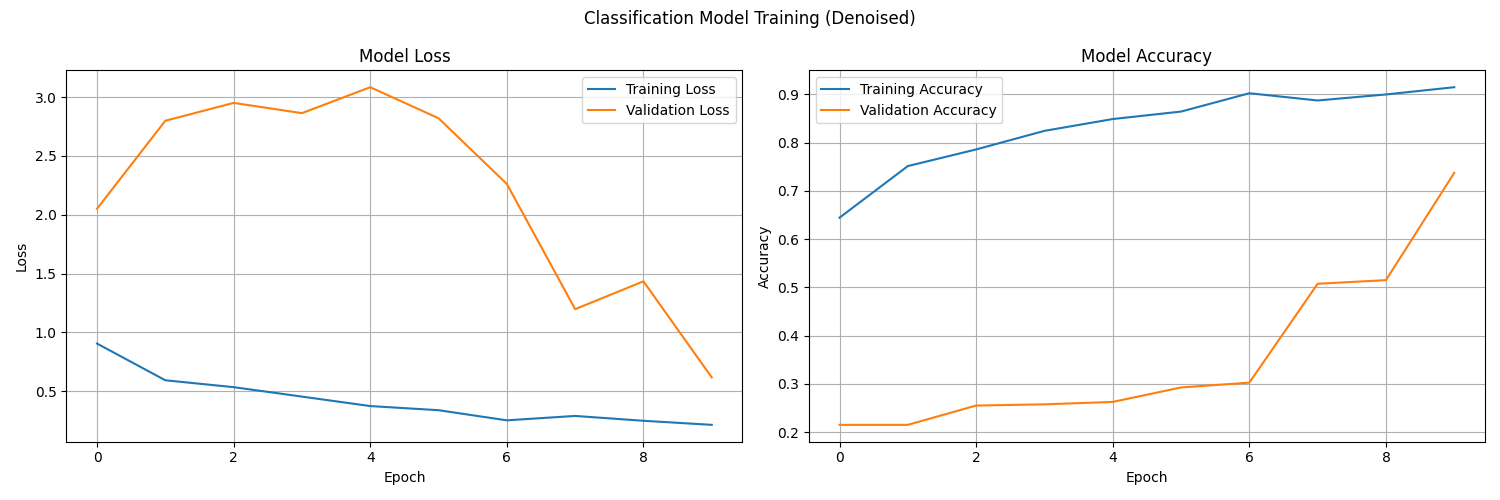 Classification Model Training (Denoised)
Model Loss
Training Loss
Validation Loss
3.0
2.5
2.0
1.5
1.0
0.5
Loss
0 2 4 6 8
Epoch
Model Accuracy
Training Accuracy
Validation Accuracy
0.9
0.8
0.7
0.6
0.5
0.4
0.3
0.2
Accuracy
0 2 4 6 8
Epoch